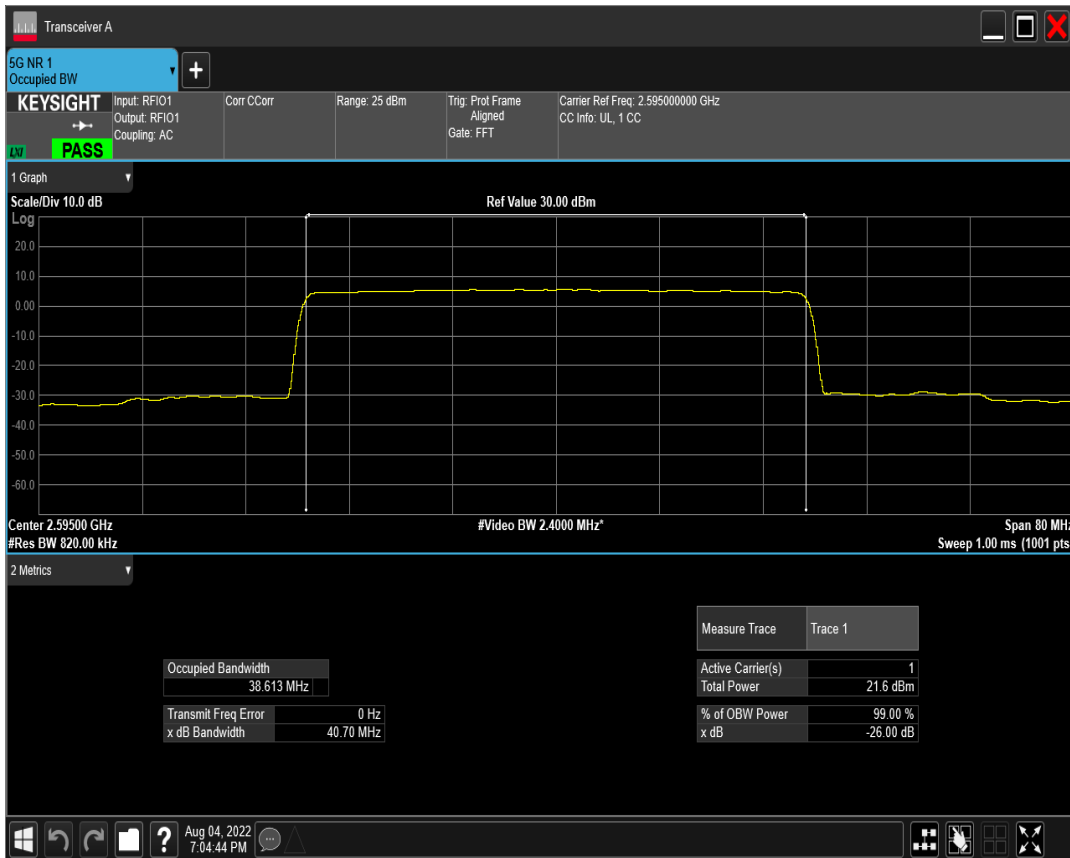 Transceiver A
5G NR 1
Occupied BW
+
KEYSIGHT
LXI
PASS
Input: RFIO1
Output: RFIO1
Coupling: AC
Corr CCorr
Range: 25 dBm
Trig: Prot Frame
Aligned
Gate: FFT
Carrier Ref Freq: 2.595000000 GHz
CC Info: UL, 1 CC
1 Graph
Scale/Div 10.0 dB
Ref Value 30.00 dBm
Log
20.0
10.0
0.00
-10.0
-20.0
-30.0
-40.0
-50.0
-60.0
Center 2.59500 GHz
#Video BW 2.4000 MHz*
Span 80 MHz
#Res BW 820.00 kHz
Sweep 1.00 ms (1001 pts
2 Metrics
Measure Trace Trace 1
Occupied Bandwidth
38.613 MHz
Active Carrier(s) 1
Total Power 21.6 dBm
Transmit Freq Error 0 Hz
x dB Bandwidth 40.70 MHz
% of OBW Power 99.00 %
x dB -26.00 dB
?
Aug 04, 2022
7:04:44 PM